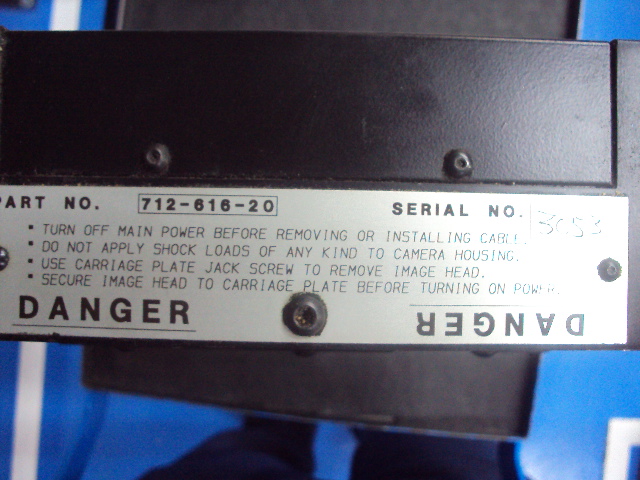 PART NO. 712-616-20 SERIAL NO.
• TURN OFF MAIN POWER BEFORE REMOVING OR INSTALLING CABLE.
• DO NOT APPLY SHOCK LOADS OF ANY KIND TO CAMERA HOUSING.
• USE CARRIAGE PLATE JACK SCREW TO REMOVE IMAGE HEAD.
• SECURE IMAGE HEAD TO CARRIAGE PLATE BEFORE TURNING ON POWER.
DANGER DANGER